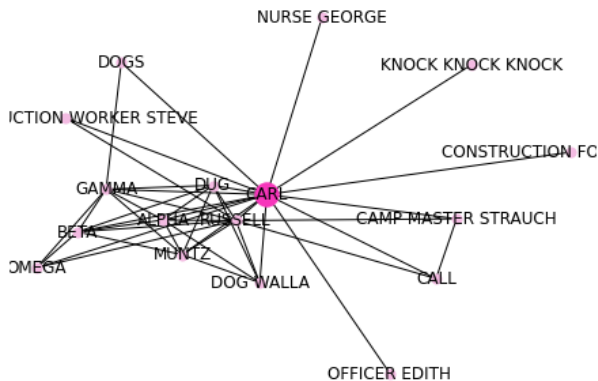 NURSE GEORGE
DOGS
KNOCK KNOCK KNOCK
ICTION WORKER STEVE
CONSTRUCTION FO
GAMMA
DUG
CARL
ALPHA
RUSSELL
CAMP MASTER STRAUCH
BETA
MUNTZ
OMEGA
DOG WALLA
CALL
OFFICER EDITH